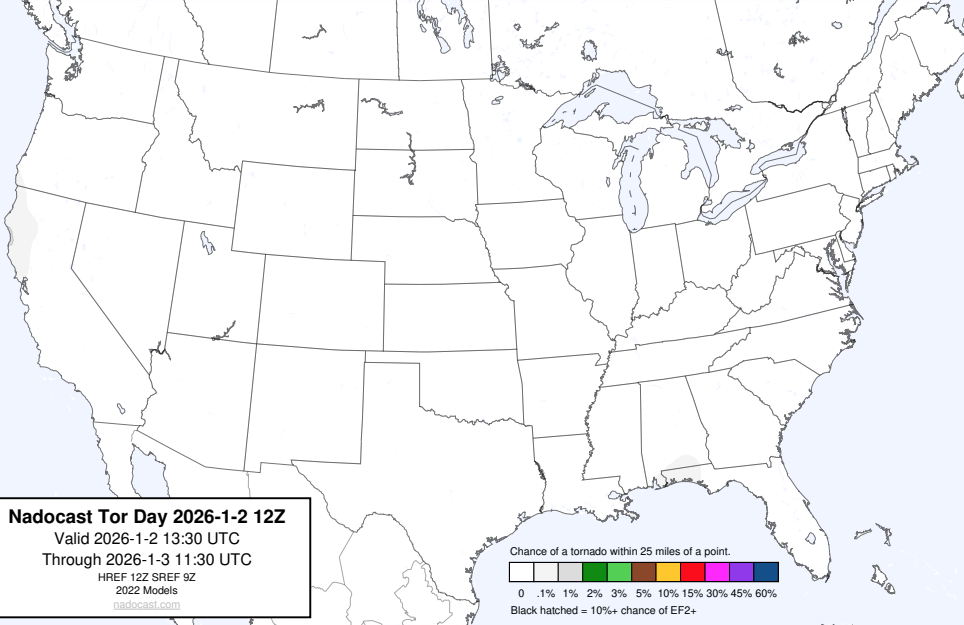 Nadocast Tor Day 2026-1-2 12Z
Valid 2026-1-2 13:30 UTC
Through 2026-1-3 11:30 UTC
HREF 12Z SREF 9Z
2022 Models
nadocast.com
Chance of a tornado within 25 miles of a point.
0 .1% 1% 2% 3% 5% 10% 15% 30% 45% 60%
Black hatched = 10%+ chance of EF2+